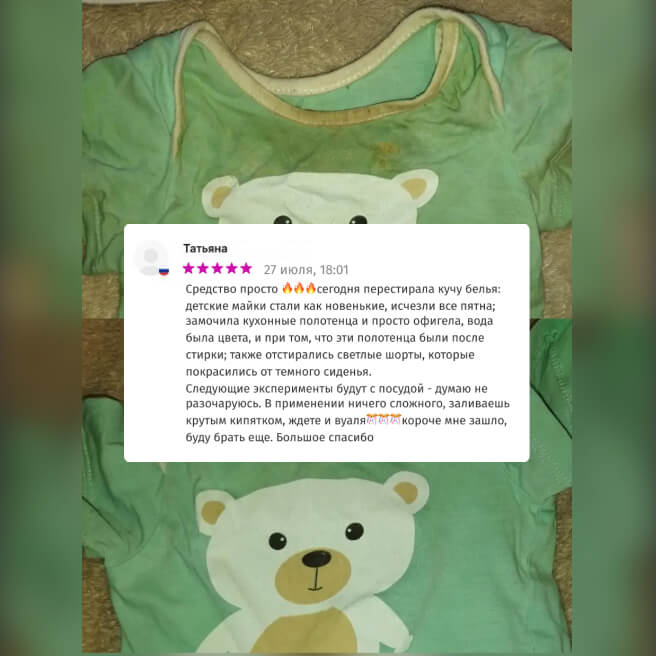 Татьяна
27 июля, 18:01
Средство просто 🔥🔥🔥сегодня перестирала кучу белья:
детские майки стали как новенькие, исчезли все пятна;
замочила кухонные полотенца и просто офигела, вода
была цвета, и при том, что эти полотенца были после
стирки; также отстирались светлые шорты, которые
покрасились от темного сиденья.
Следующие эксперименты будут с посудой - думаю не
разочаруюсь. В применении ничего сложного, заливаешь
крутым кипятком, ждете и вуаля🎊🎊🎊короче мне зашло,
буду брать еще. Большое спасибо